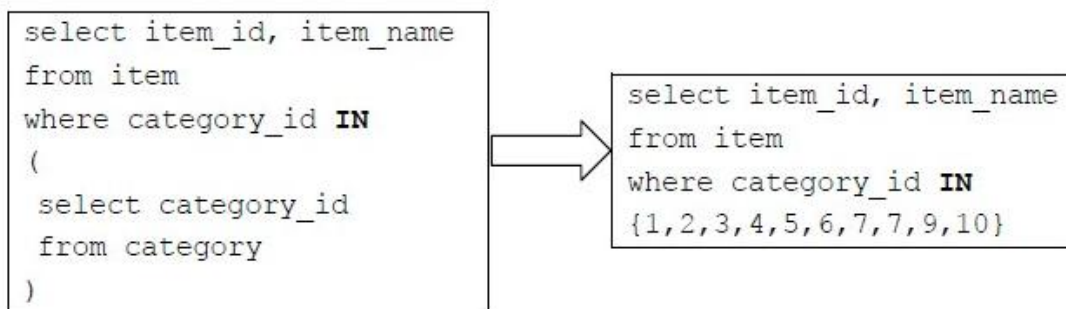 select item_id, item_name
from item
where category_id IN
(
select category_id
from category
)
select item_id, item_name
from item
where category_id IN
{1,2,3,4,5,6,7,7,9,10}